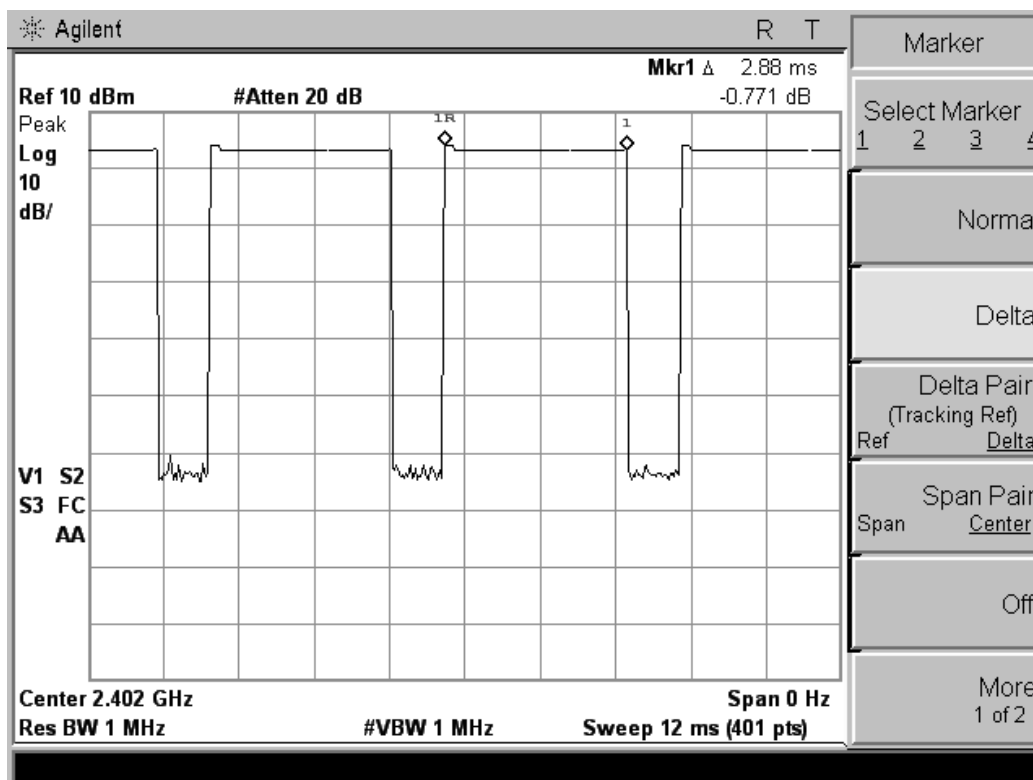 Agilent R T
Mkr1 Δ 2.88 ms
Ref 10 dBm #Atten 20 dB -0.771 dB
Peak
Log
10
dB/
1R
1
V1 S2
S3 FC
AA
Center 2.402 GHz Span 0 Hz
Res BW 1 MHz #VBW 1 MHz Sweep 12 ms (401 pts)
Marker
Select Marker
1 2 3 4
Norma
Delta
Delta Pair
(Tracking Ref)
Ref Delta
Span Pair
Span Center
Off
More
1 of 2